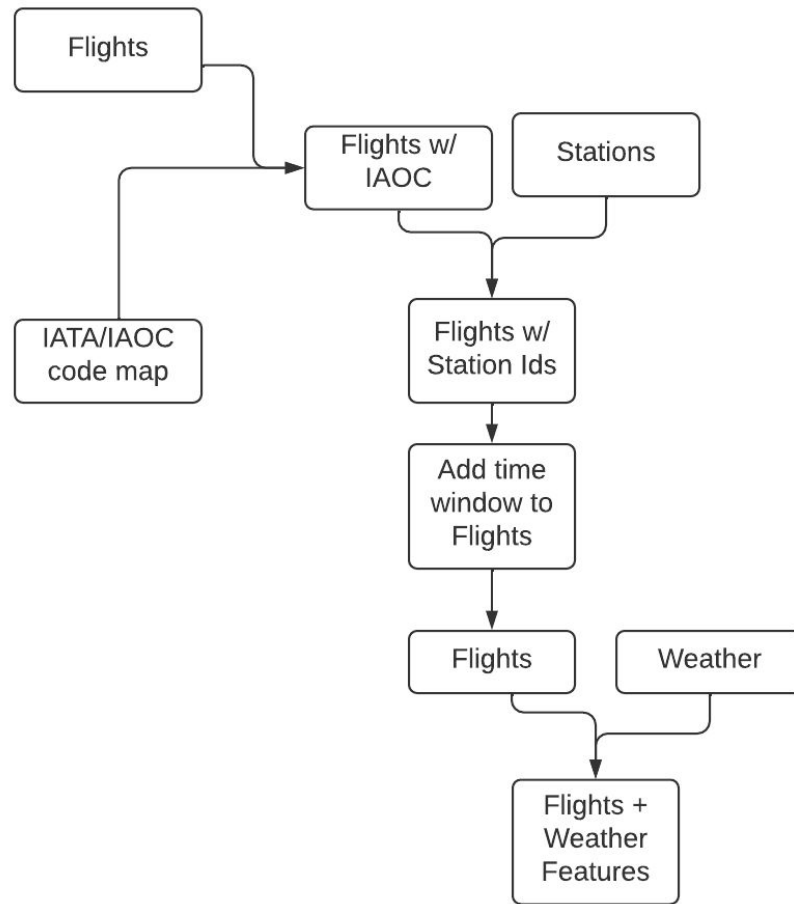 Flights
Flights w/
IAOC
Stations
IATA/IAOC
code map
Flights w/
Station Ids
Add time
window to
Flights
Flights
Weather
Flights +
Weather
Features